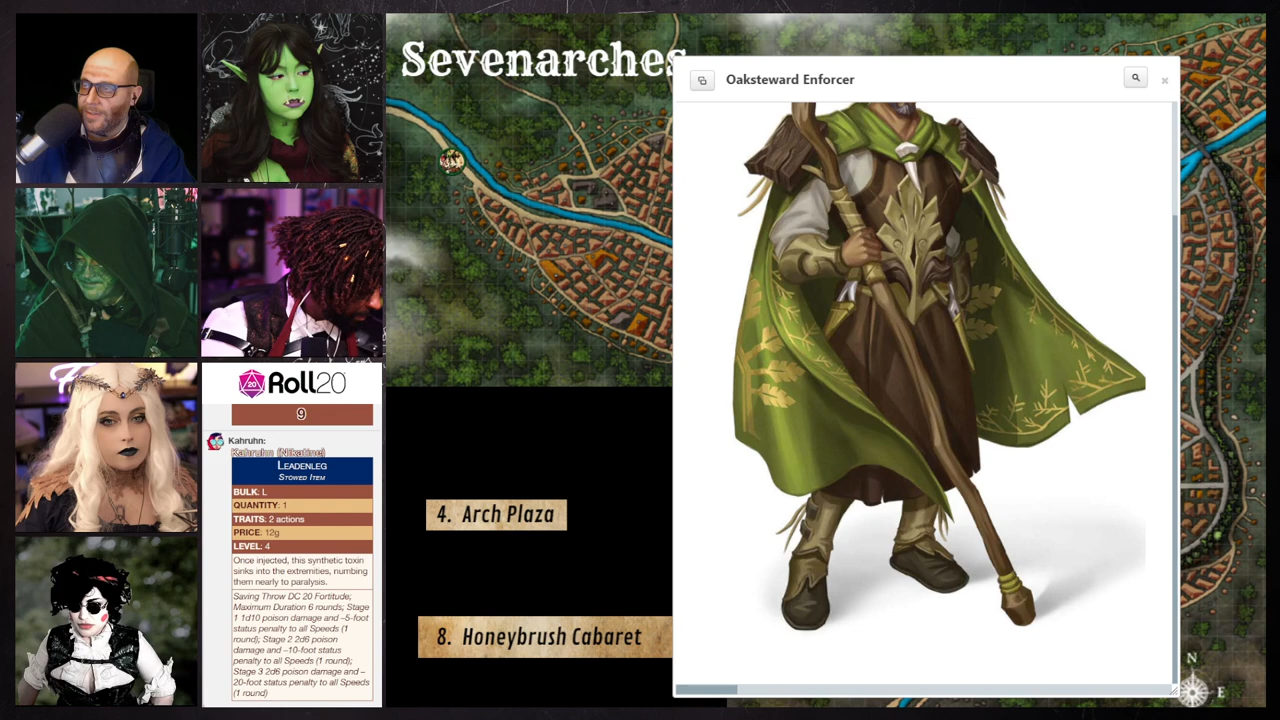 Sevenarches
Oaksteward Enforcer
Roll20
9
Kahruhn:
Kahruhn (Nikatine)
LEADENLEG
STOWED ITEM
BULK: L
QUANTITY: 1
TRAITS: 2 actions
PRICE: 12g
LEVEL: 4
Once injected, this synthetic toxin
sinks into the extremities, numbing
them nearly to paralysis.
Saving Throw DC 20 Fortitude;
Maximum Duration 6 rounds; Stage
1 1d10 poison damage and –5-foot
status penalty to all Speeds (1
round); Stage 2 2d6 poison
damage and –10-foot status
penalty to all Speeds (1 round);
Stage 3 2d6 poison damage and –
20-foot status penalty to all Speeds
(1 round)
4. Arch Plaza
8. Honeybrush Cabaret
N
E